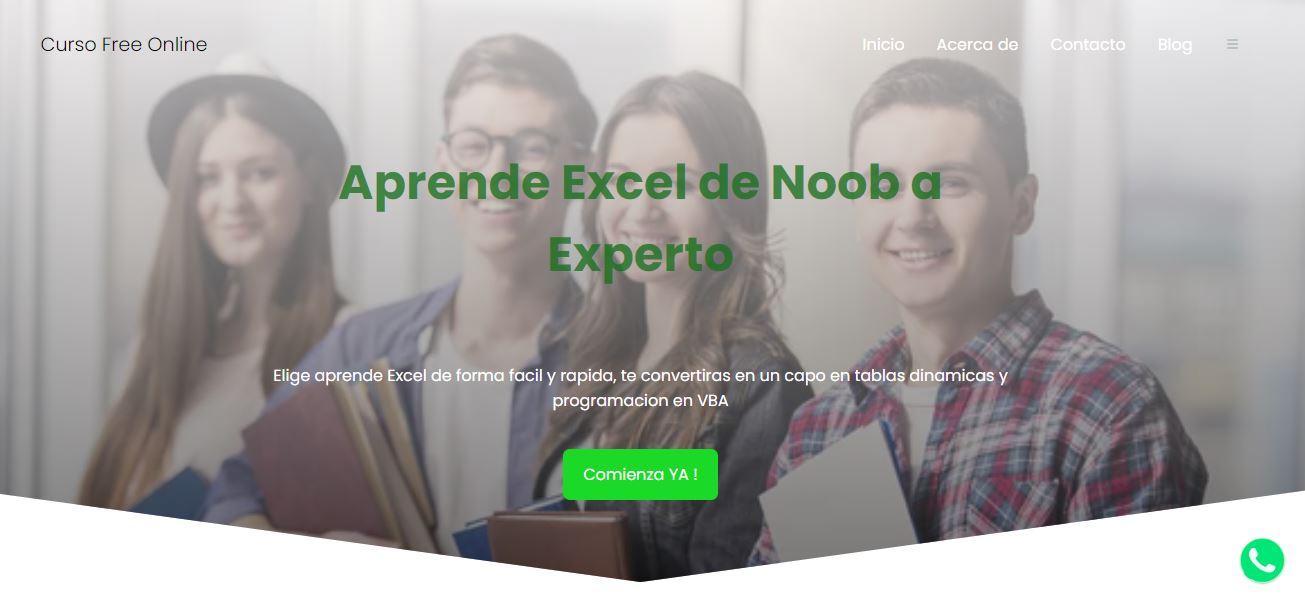 Curso Free Online
Inicio Acerca de Contacto Blog
Aprende Excel de Noob a
Experto
Elige aprende Excel de forma facil y rapida, te convertiras en un capo en tablas dinamicas y
programacion en VBA
Comienza YA !